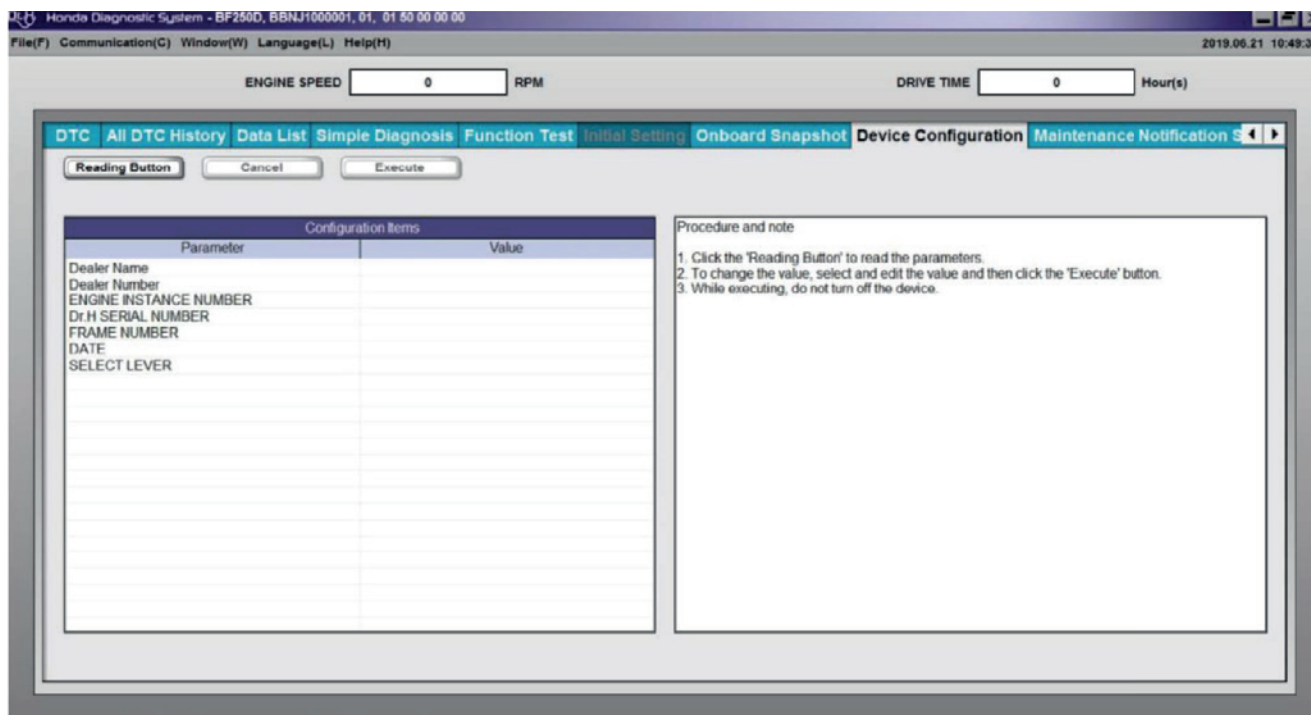 Honda Diagnostic System - BF250D, BBNJ1000001, 01, 01 50 00 00 00
File(F) Communication(C) Window(W) Language(L) Help(H) 2019.06.21 10:49:3
ENGINE SPEED 0 RPM DRIVE TIME 0 Hour(s)
DTC All DTC History Data List Simple Diagnosis Function Test Initial Setting Onboard Snapshot Device Configuration Maintenance Notification S
Reading Button Cancel Execute
Configuration Items
Parameter Value
Dealer Name
Dealer Number
ENGINE INSTANCE NUMBER
Dr.H SERIAL NUMBER
FRAME NUMBER
DATE
SELECT LEVER
Procedure and note
1. Click the 'Reading Button' to read the parameters.
2. To change the value, select and edit the value and then click the 'Execute' button.
3. While executing, do not turn off the device.